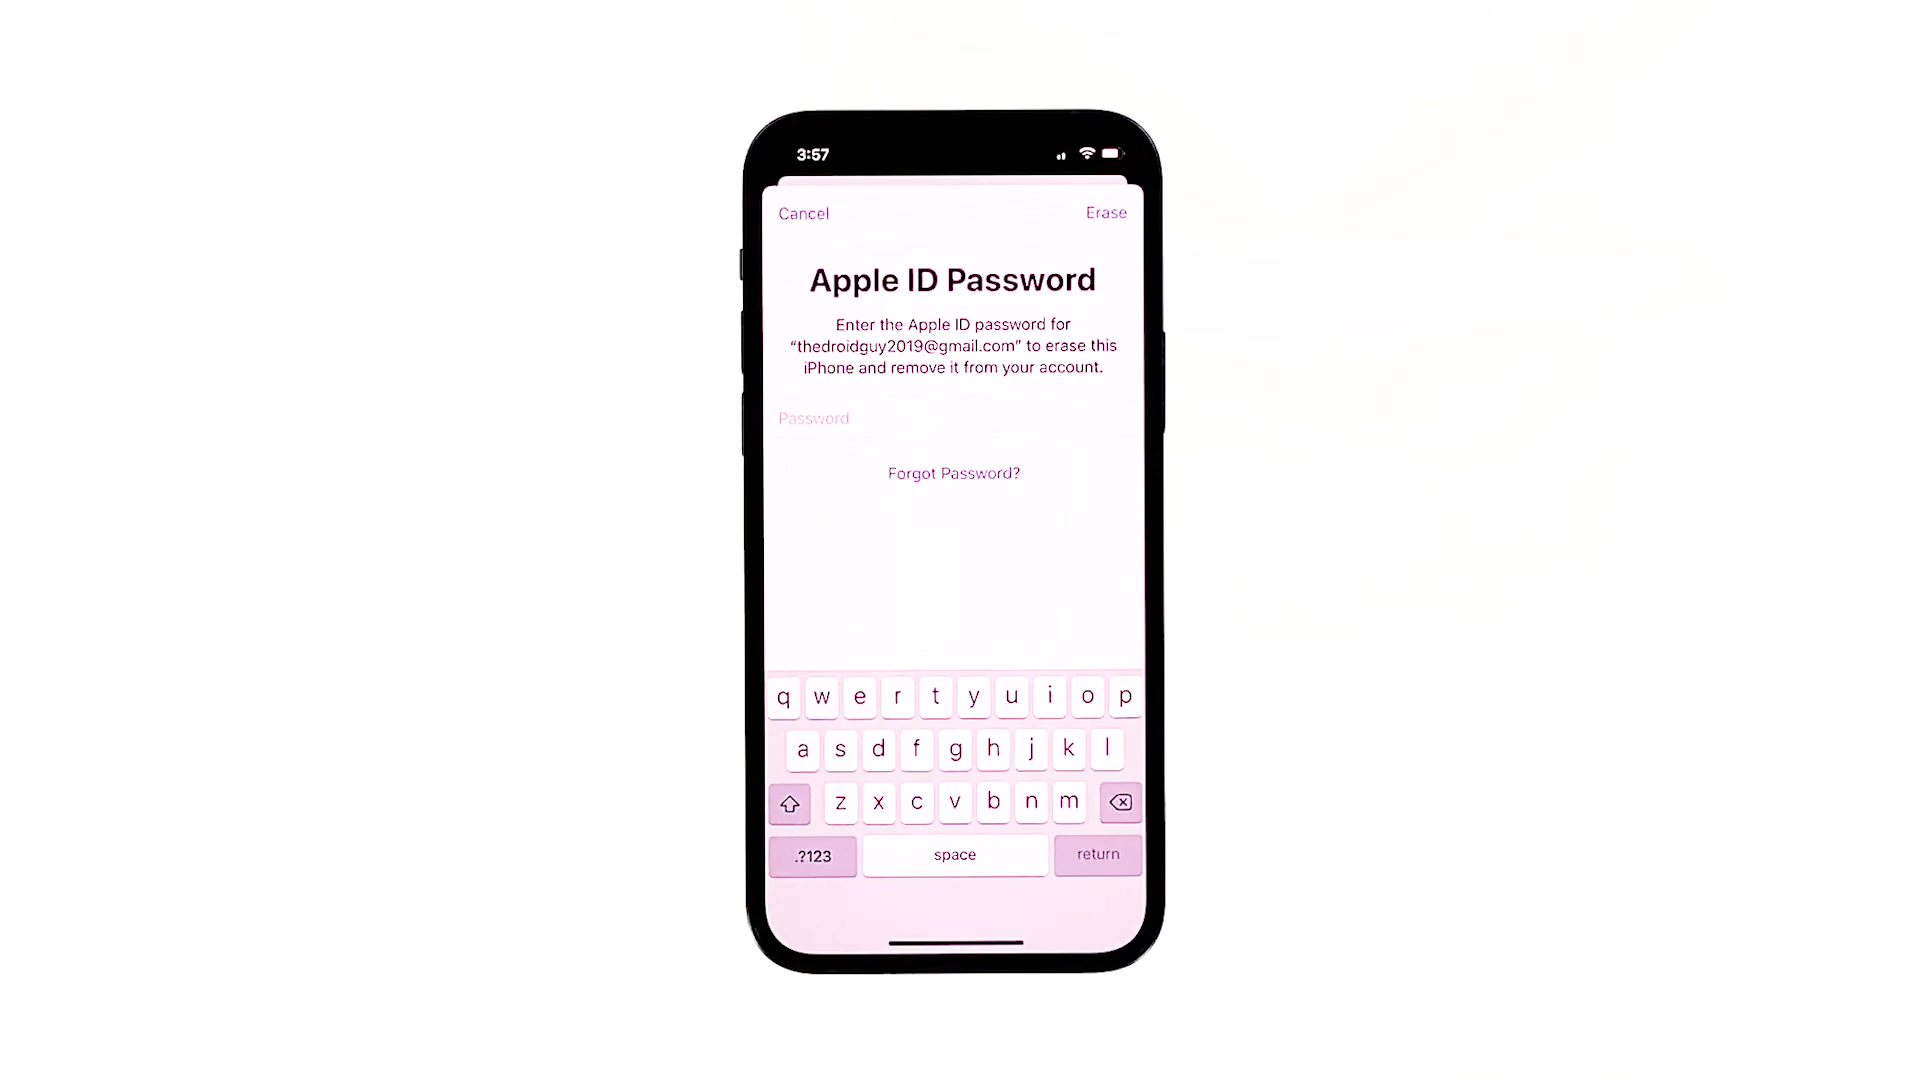 3:57
Cancel Erase
Apple ID Password
Enter the Apple ID password for
“thedroidguy2019@gmail.com” to erase this
iPhone and remove it from your account.
Password
Forgot Password?
q w e r t y u i o p
a s d f g h j k l
z x c v b n m
.?123 space return